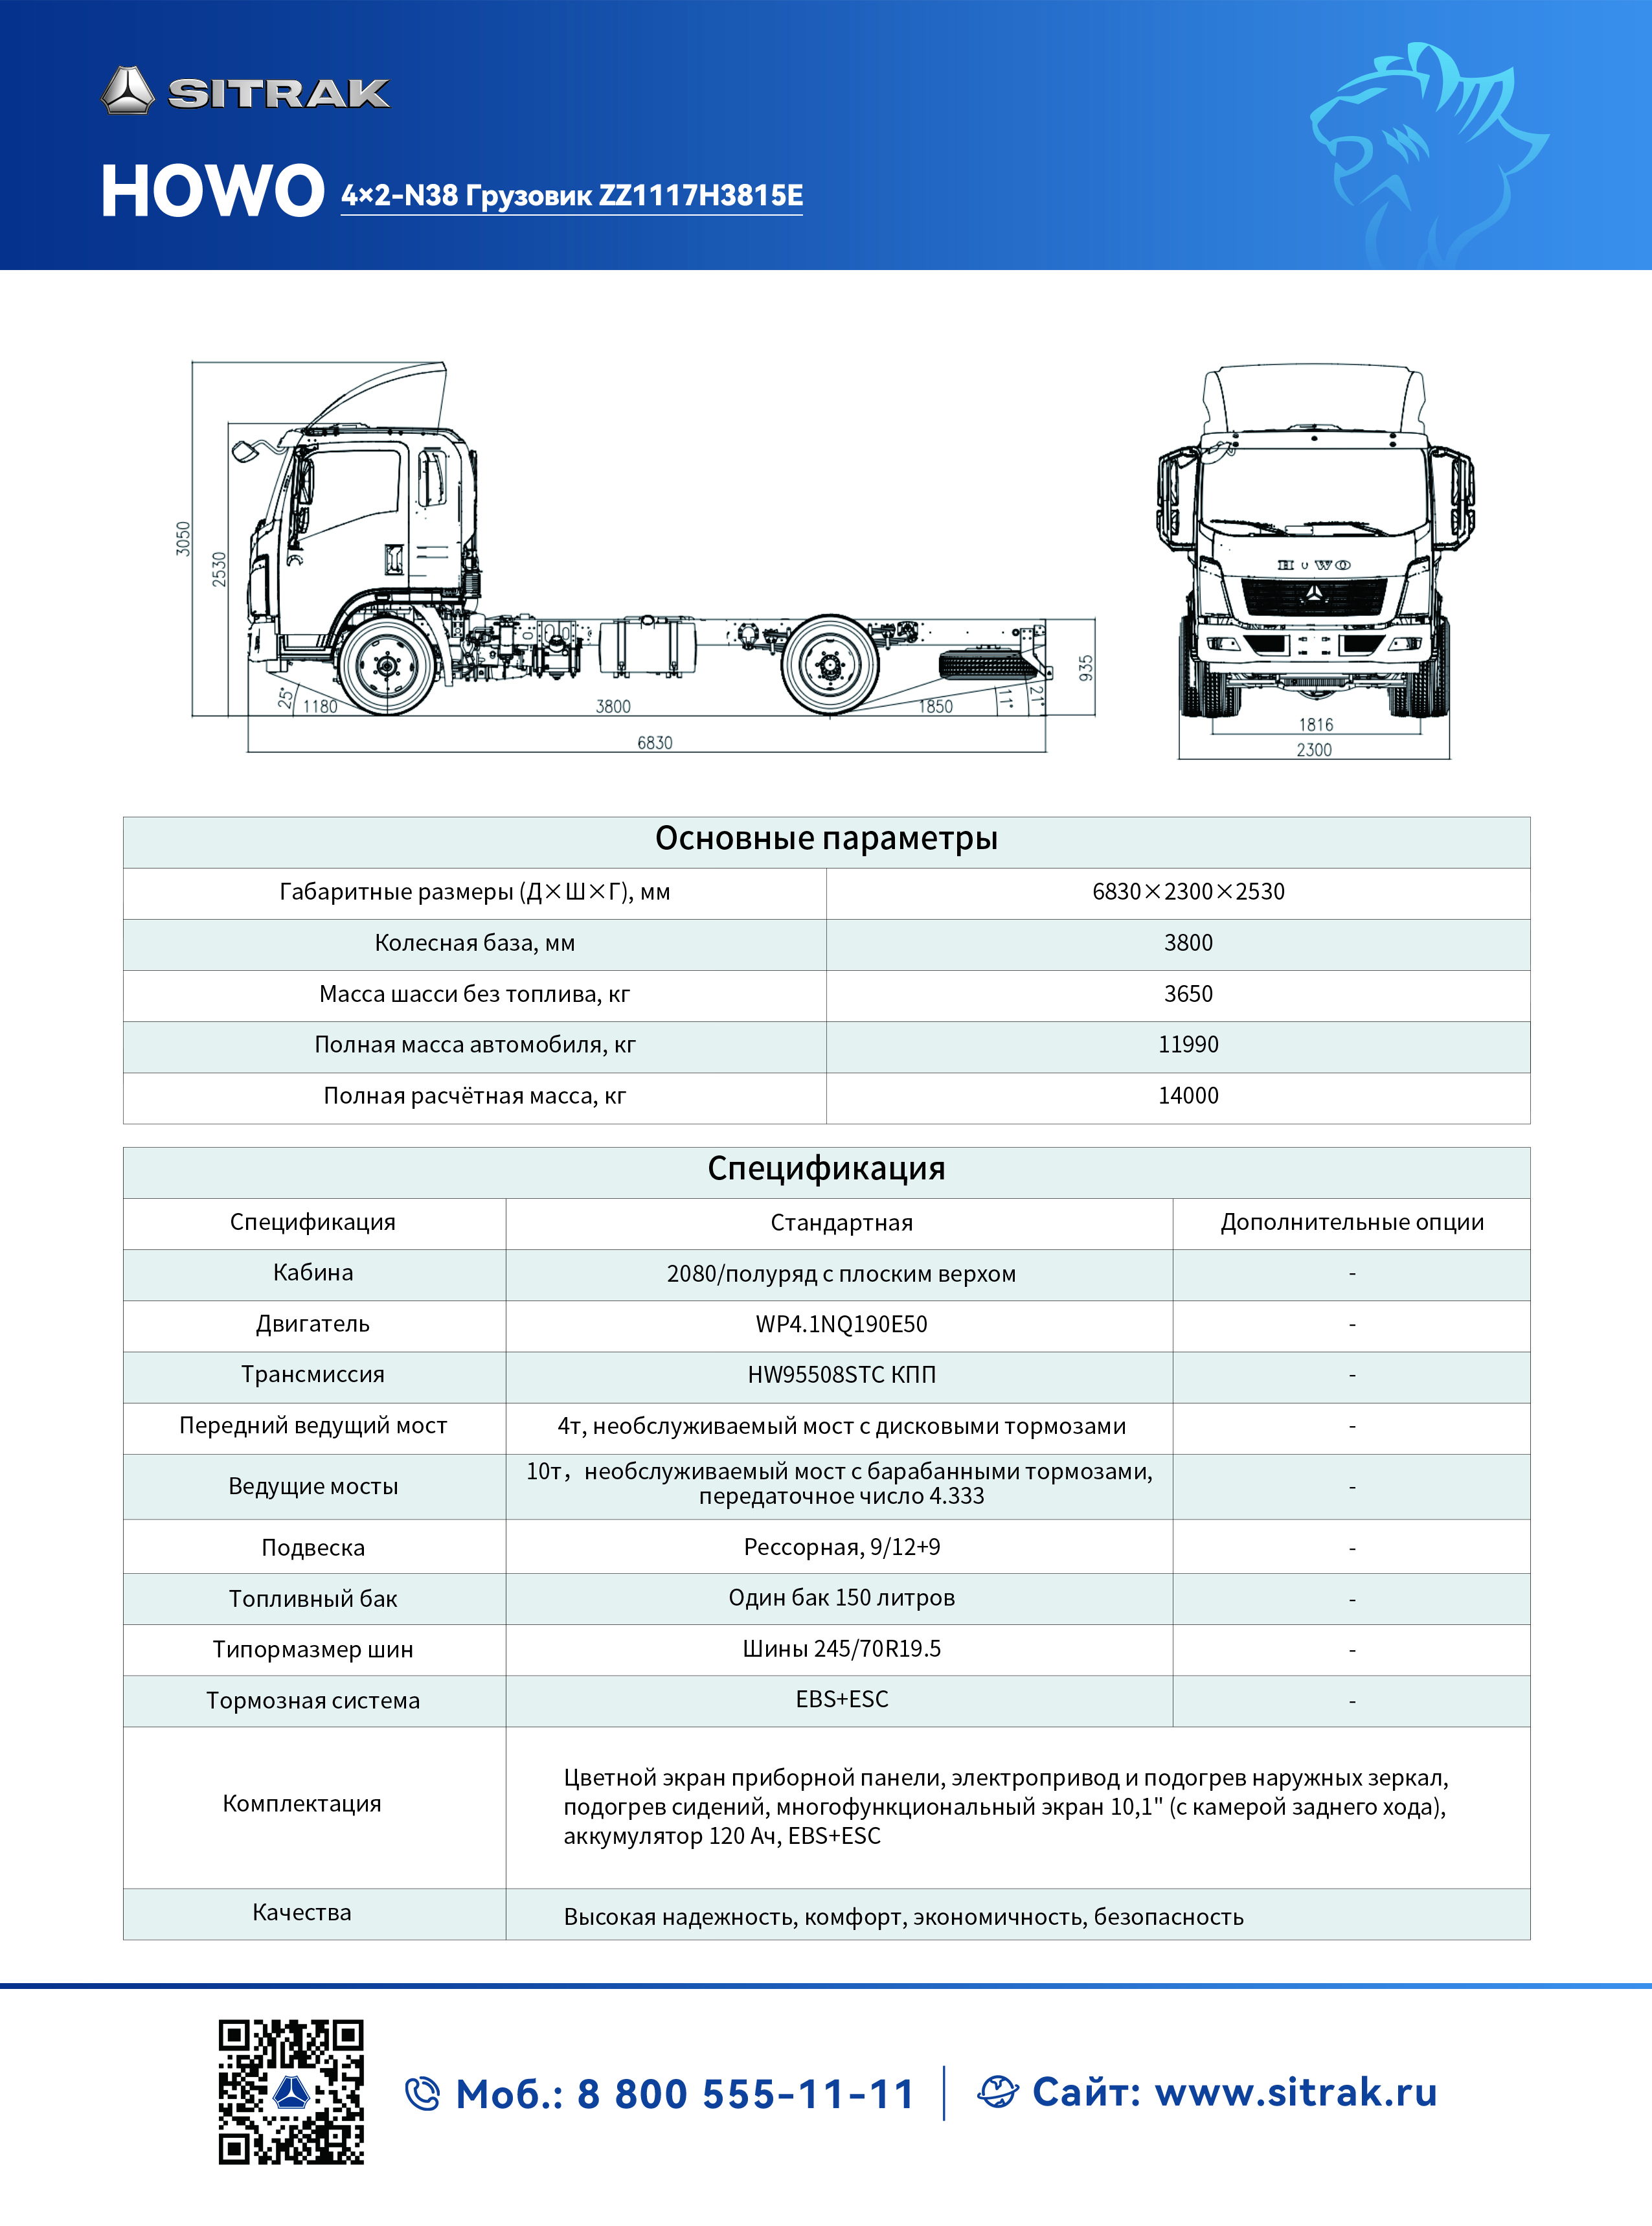 SITRAK
HOWO 4×2-N38 Грузовик ZZ1117H3815E
3050
2530
25°
1180
3800
1850
11°
21°
935
6830
HOWO
1816
2300
Основные параметры
Габаритные размеры (Д×Ш×Г), мм 6830×2300×2530
Колесная база, мм 3800
Масса шасси без топлива, кг 3650
Полная масса автомобиля, кг 11990
Полная расчётная масса, кг 14000
Спецификация
Спецификация Стандартная Дополнительные опции
Кабина 2080/полуряд с плоским верхом -
Двигатель WP4.1NQ190E50 -
Трансмиссия HW95508STC КПП -
Передний ведущий мост 4т, необслуживаемый мост с дисковыми тормозами -
Ведущие мосты 10т，необслуживаемый мост с барабанными тормозами,
передаточное число 4.333 -
Подвеска Рессорная, 9/12+9 -
Топливный бак Один бак 150 литров -
Типормазмер шин Шины 245/70R19.5 -
Тормозная система EBS+ESC -
Комплектация Цветной экран приборной панели, электропривод и подогрев наружных зеркал,
подогрев сидений, многофункциональный экран 10,1" (с камерой заднего хода),
аккумулятор 120 Ач, EBS+ESC
Качества Высокая надежность, комфорт, экономичность, безопасность
Моб.: 8 800 555-11-11
Сайт: www.sitrak.ru